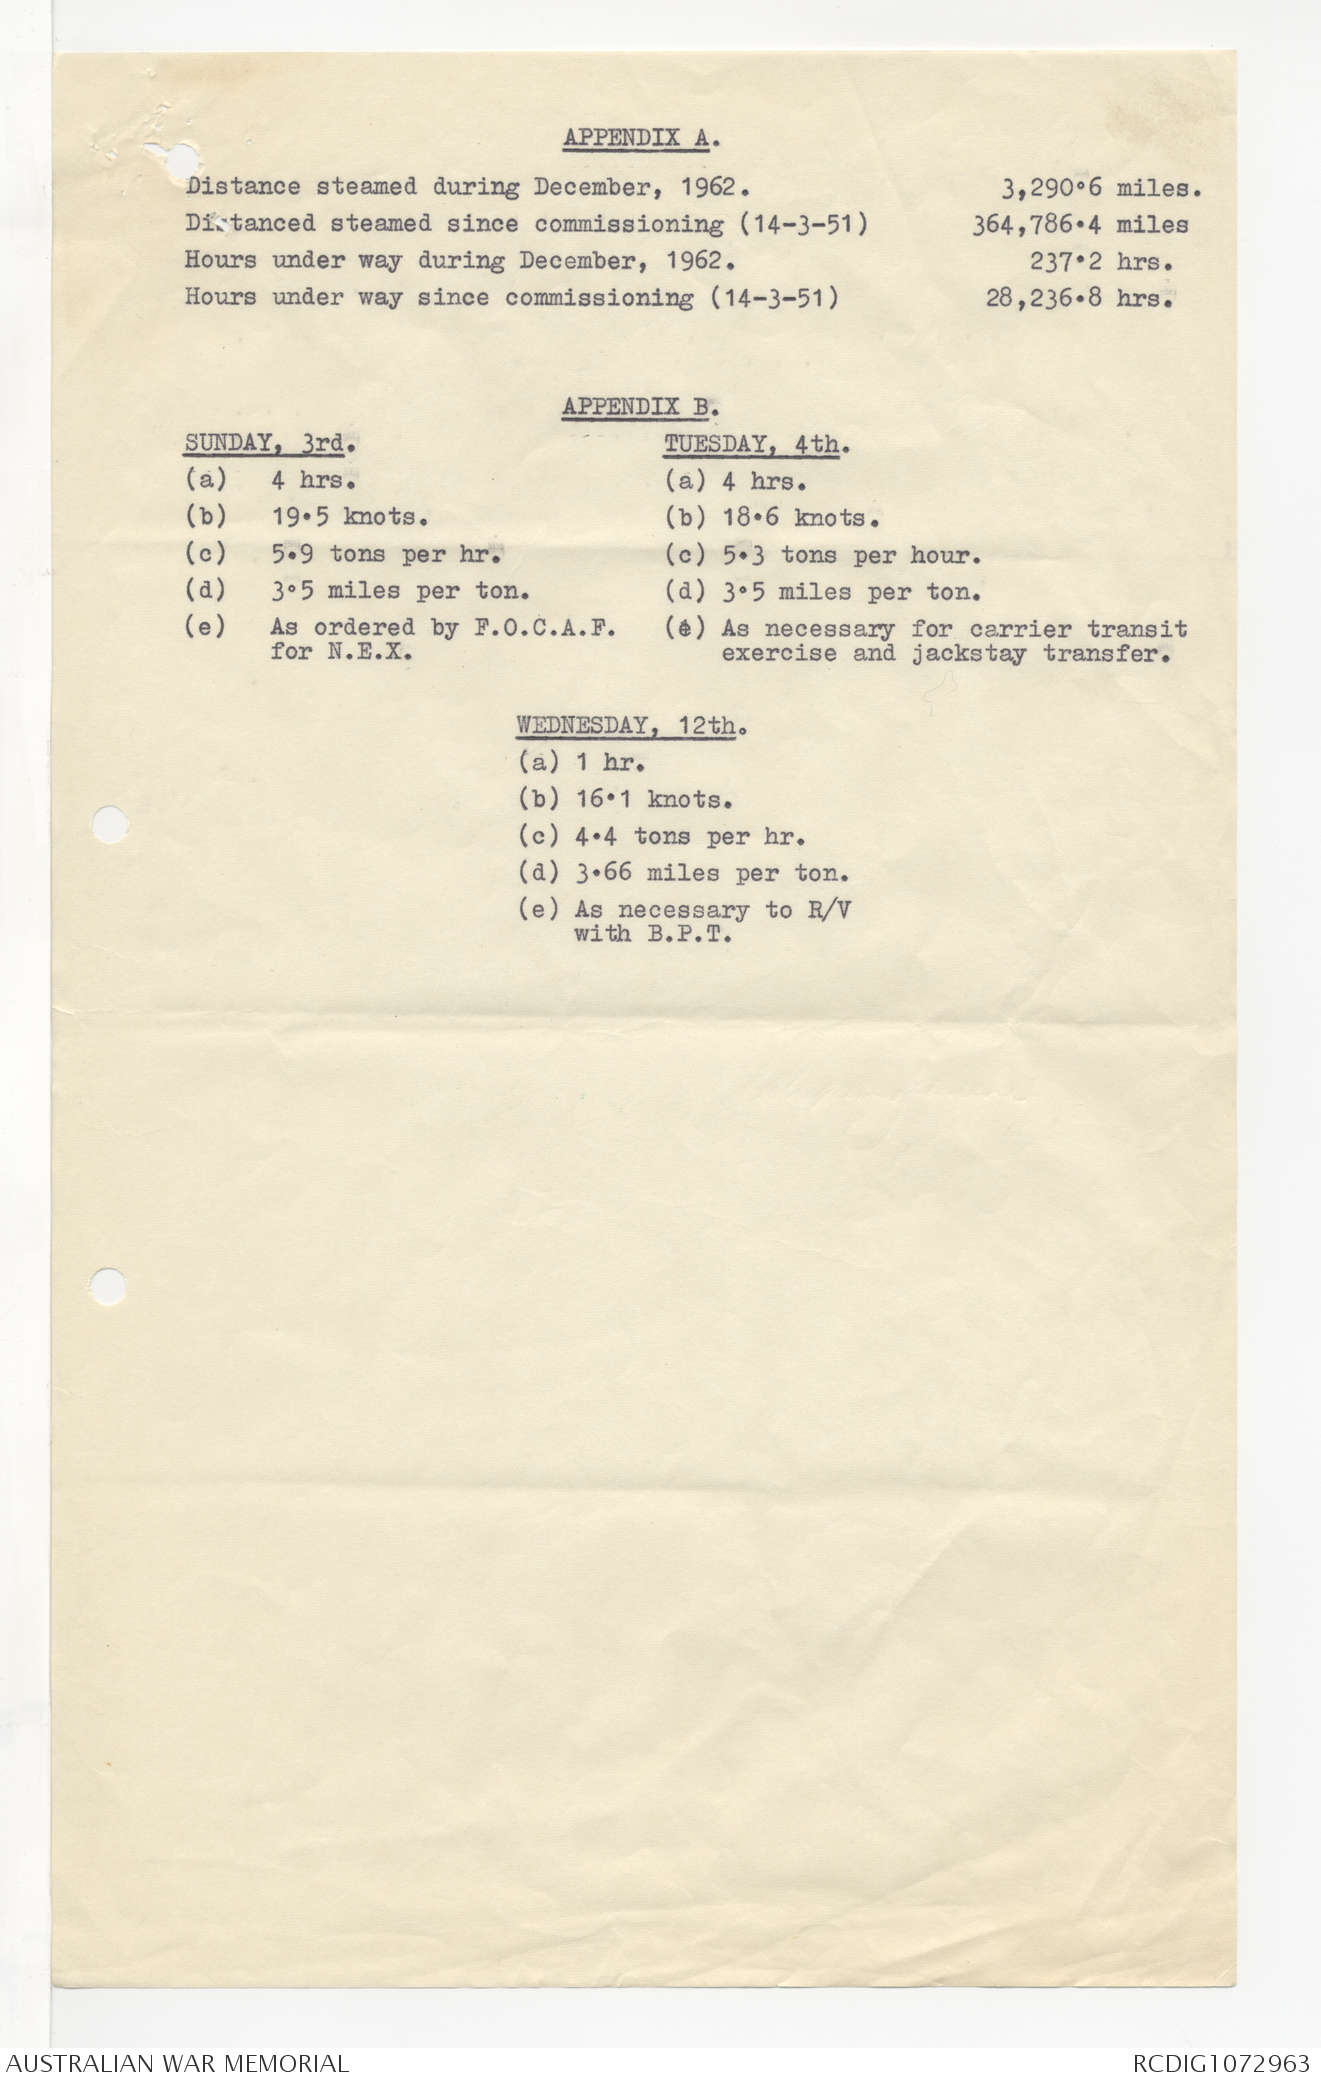 APPENDIX A.
Distance steamed during December, 1962. 3,290·6 miles.
Distanced steamed since commissioning (14-3-51) 364,786·4 miles
Hours under way during December, 1962. 237·2 hrs.
Hours under way since commissioning (14-3-51) 28,236·8 hrs.
APPENDIX B.
SUNDAY, 3rd.
(a) 4 hrs.
(b) 19·5 knots.
(c) 5·9 tons per hr.
(d) 3·5 miles per ton.
(e) As ordered by F.O.C.A.F.
for N.E.X.
TUESDAY, 4th.
(a) 4 hrs.
(b) 18·6 knots.
(c) 5·3 tons per hour.
(d) 3·5 miles per ton.
(e) As necessary for carrier transit
exercise and jackstay transfer.
WEDNESDAY, 12th.
(a) 1 hr.
(b) 16·1 knots.
(c) 4·4 tons per hr.
(d) 3·66 miles per ton.
(e) As necessary to R/V
with B.P.T.
AUSTRALIAN WAR MEMORIAL
RCDIG1072963